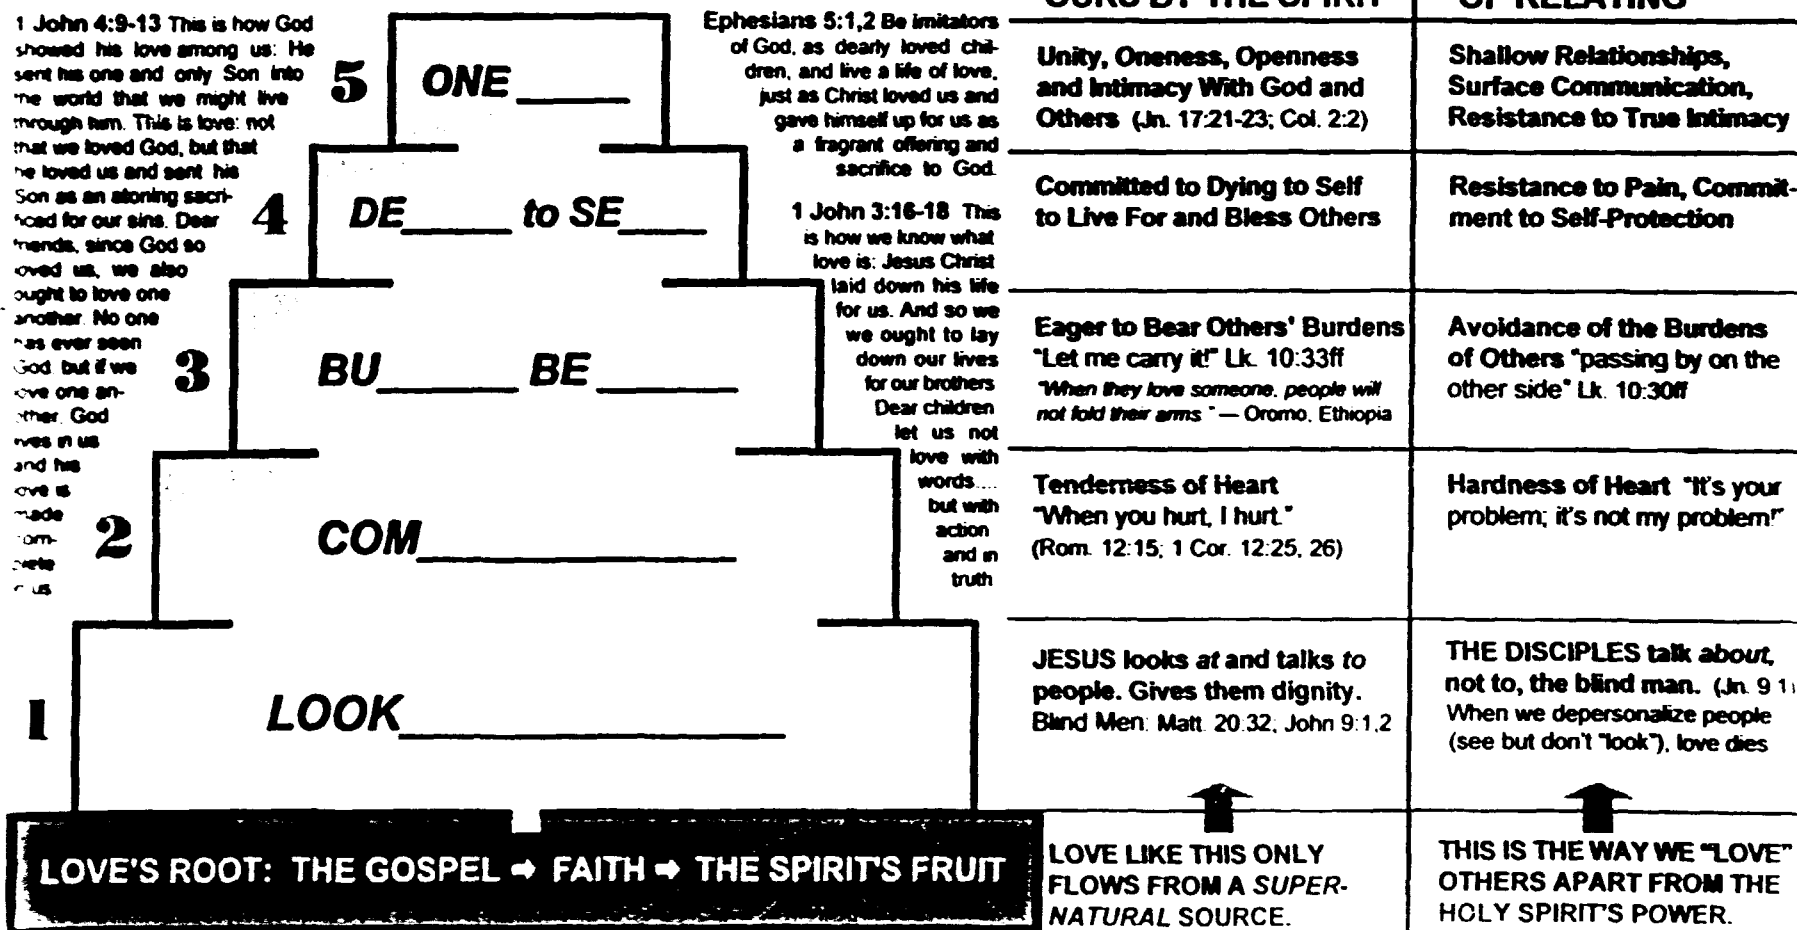 1 John 4:9-13 This is how God
showed his love among us: He
sent his one and only Son into
the world that we might live
through him. This is love: not
that we loved God, but that
he loved us and sent his
Son as an atoning sacri-
ficed for our sins. Dear
friends, since God so
loved us, we also
ought to love one
another. No one
has ever seen
God but if we
love one an-
other. God
lives in us
and his
love is
made
com-
plete
in us
5 ONE ______
4 DE______ to SE______
3 BU______ BE______
2 COM______
1 LOOK______
Ephesians 5:1,2 Be imitators
of God, as dearly loved chil-
dren, and live a life of love,
just as Christ loved us and
gave himself up for us as
a fragrant offering and
sacrifice to God.
1 John 3:16-18 This
is how we know what
love is: Jesus Christ
laid down his life
for us. And so we
we ought to lay
down our lives
for our brothers
Dear children
let us not
love with
words....
but with
action
and in
truth
LOVE'S ROOT: THE GOSPEL ➡ FAITH ➡ THE SPIRIT'S FRUIT
OURS BY THE SPIRIT
Unity, Oneness, Openness
and Intimacy With God and
Others (Jn. 17:21-23; Col. 2:2)
Committed to Dying to Self
to Live For and Bless Others
Eager to Bear Others' Burdens
"Let me carry it!" Lk. 10:33ff
"When they love someone, people will
not fold their arms." — Oromo, Ethiopia
Tenderness of Heart
"When you hurt, I hurt."
(Rom. 12:15; 1 Cor. 12:25, 26)
JESUS looks at and talks to
people. Gives them dignity.
Blind Men: Matt. 20:32; John 9:1,2
LOVE LIKE THIS ONLY
FLOWS FROM A SUPER-
NATURAL SOURCE.
OF RELATING
Shallow Relationships,
Surface Communication,
Resistance to True Intimacy
Resistance to Pain, Commit-
ment to Self-Protection
Avoidance of the Burdens
of Others "passing by on the
other side" Lk. 10:30ff
Hardness of Heart "It's your
problem; it's not my problem!"
THE DISCIPLES talk about,
not to, the blind man. (Jn. 9:1)
When we depersonalize people
(see but don't "look"), love dies
THIS IS THE WAY WE "LOVE"
OTHERS APART FROM THE
HOLY SPIRIT'S POWER.